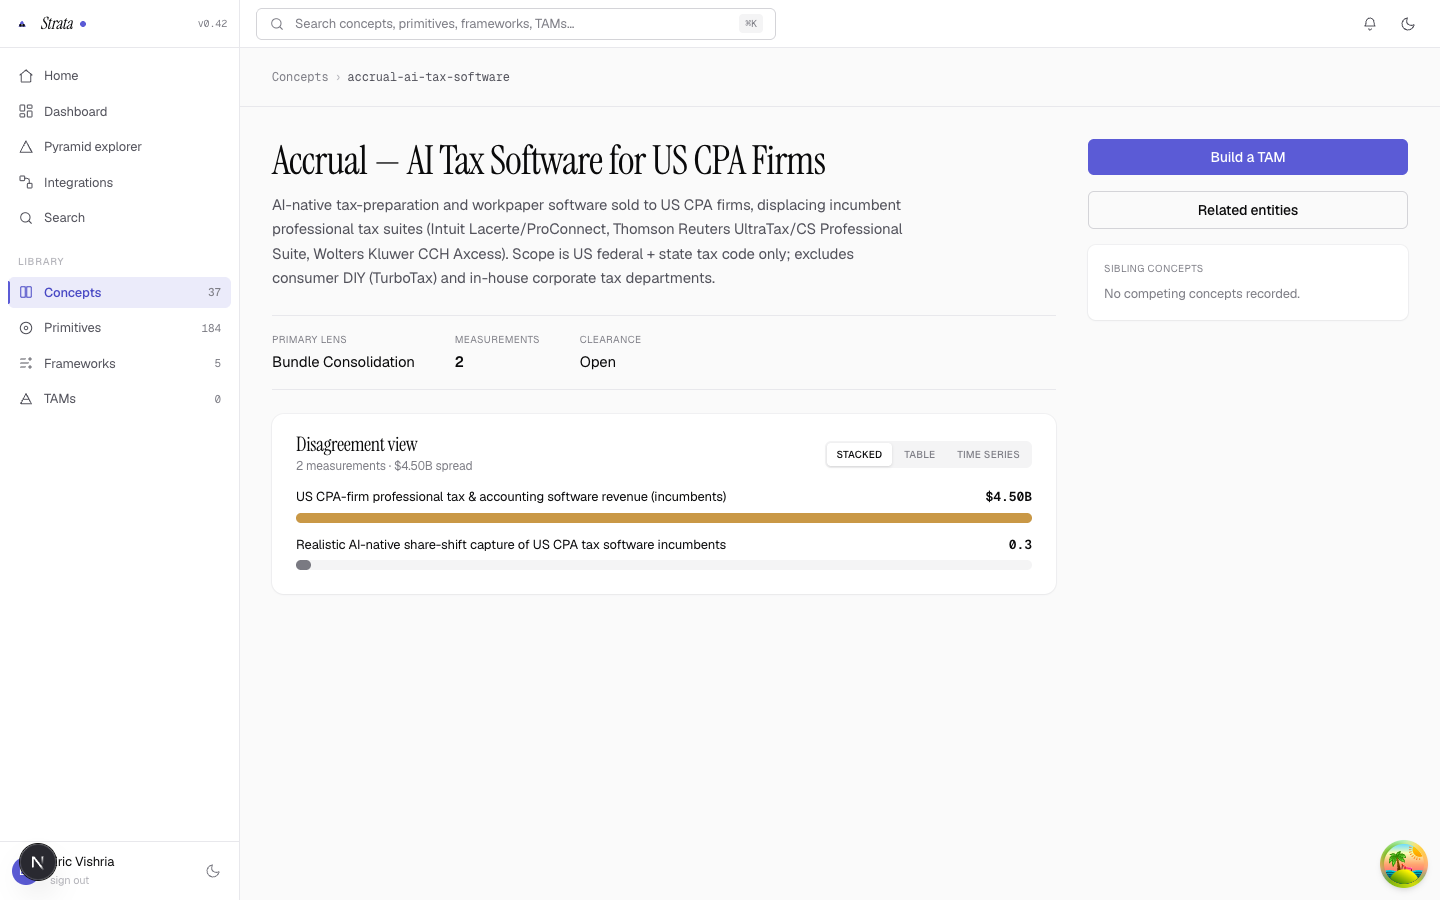 Strata
v0.42
Search concepts, primitives, frameworks, TAMs...
⌘K
Home
Dashboard
Pyramid explorer
Integrations
Search
LIBRARY
Concepts 37
Primitives 184
Frameworks 5
TAMs 0
Concepts › accrual-ai-tax-software
Accrual — AI Tax Software for US CPA Firms
AI-native tax-preparation and workpaper software sold to US CPA firms, displacing incumbent
professional tax suites (Intuit Lacerte/ProConnect, Thomson Reuters UltraTax/CS Professional
Suite, Wolters Kluwer CCH Axcess). Scope is US federal + state tax code only; excludes
consumer DIY (TurboTax) and in-house corporate tax departments.
PRIMARY LENS
Bundle Consolidation
MEASUREMENTS
2
CLEARANCE
Open
Disagreement view
2 measurements · $4.50B spread
STACKED TABLE TIME SERIES
US CPA-firm professional tax & accounting software revenue (incumbents) $4.50B
Realistic AI-native share-shift capture of US CPA tax software incumbents 0.3
Build a TAM
Related entities
SIBLING CONCEPTS
No competing concepts recorded.
N
Vishria
sign out